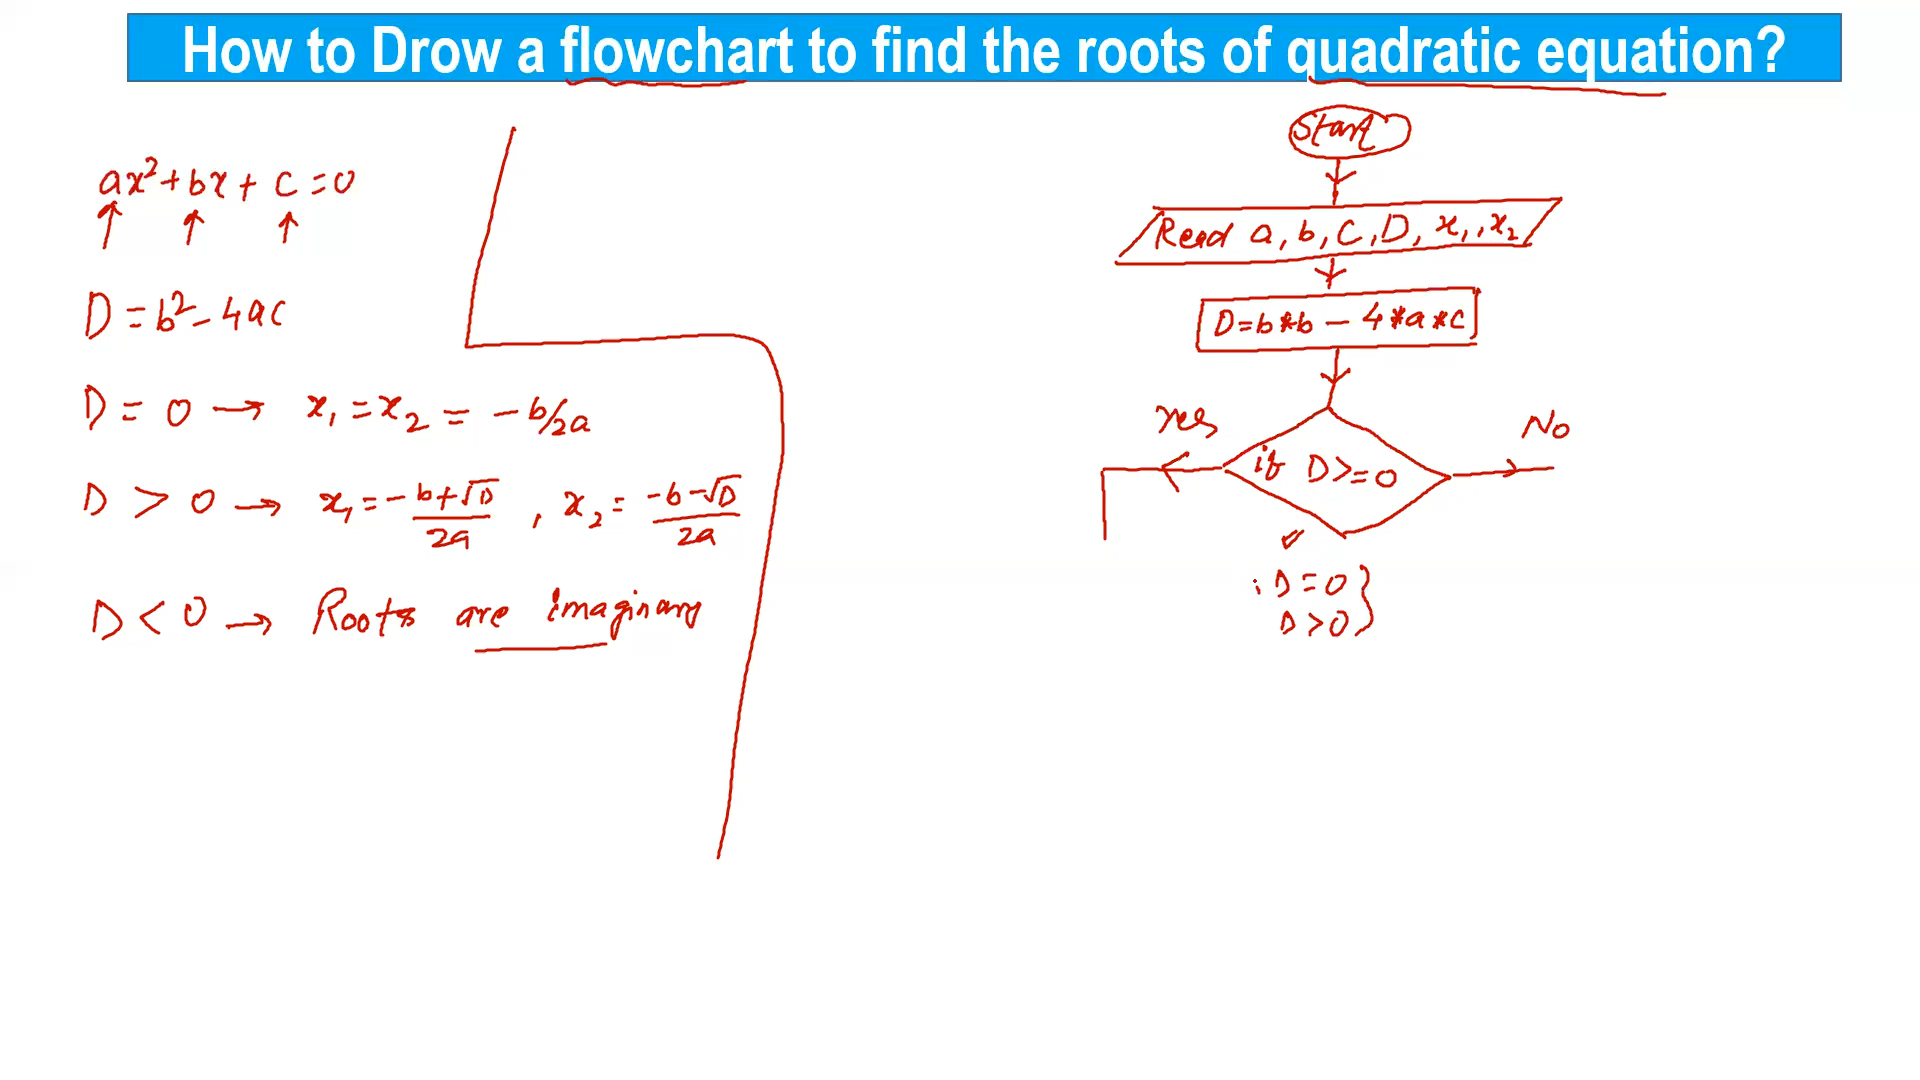 How to Drow a flowchart to find the roots of quadratic equation?
ax²+bx+c=0
D=b²-4ac
D=0→ x₁=x₂=-b/2a
D>0→ x₁=-b+√D/2a, x₂=-b-√D/2a
D<0→ Roots are imaginary
Start
Read a,b,C,D,x₁,x₂
D=b*b-4*a*c
Yes
No
if D>=0
D=0
D>0